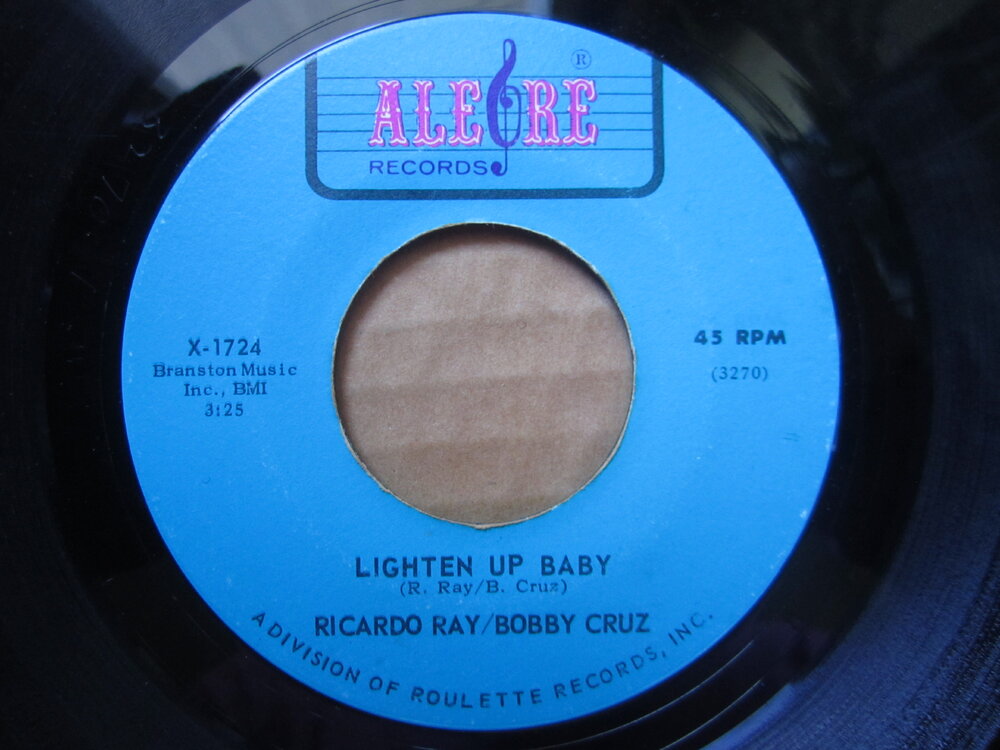 ALEGRE ®
RECORDS
X-1724
Branston Music
Inc., BMI
3:25
45 RPM
(3270)
LIGHTEN UP BABY
(R. Ray/B. Cruz)
RICARDO RAY/BOBBY CRUZ
A DIVISION OF ROULETTE RECORDS, INC.